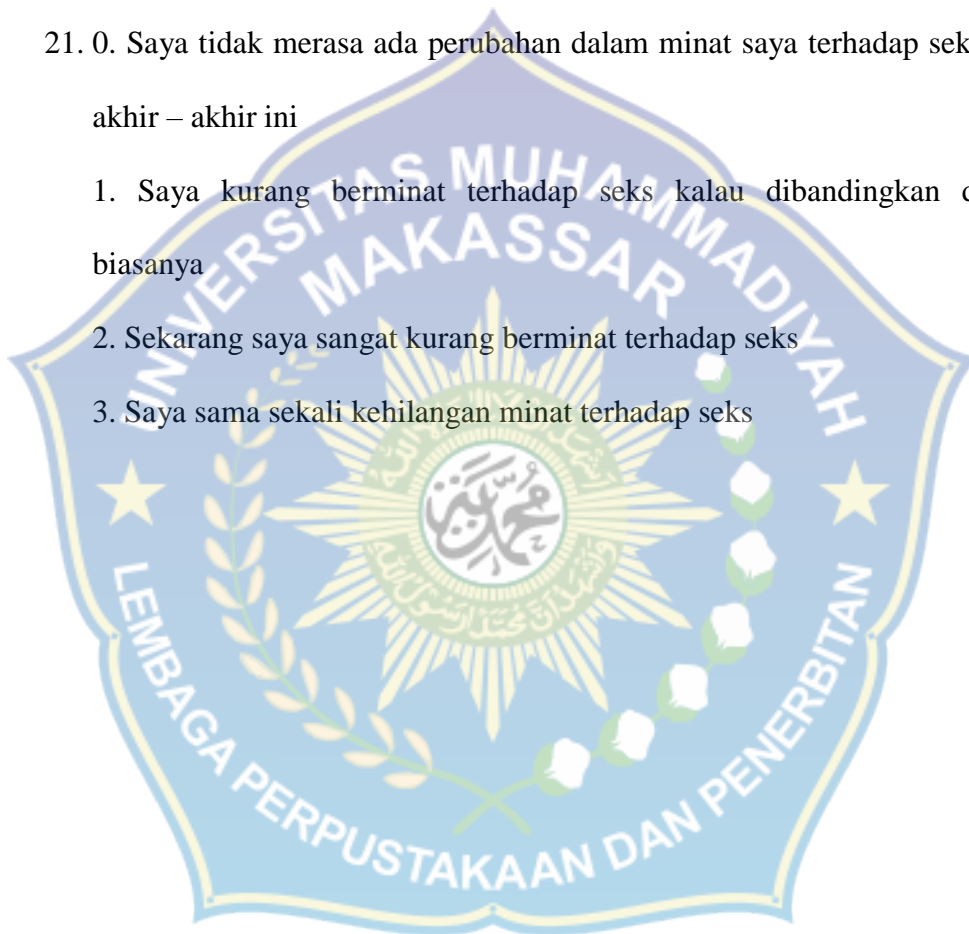 21. 0. Saya tidak merasa ada perubahan dalam minat saya terhadap sek
akhir – akhir ini
1. Saya kurang berminat terhadap seks kalau dibandingkan d
biasanya
2. Sekarang saya sangat kurang berminat terhadap seks
3. Saya sama sekali kehilangan minat terhadap seks
UNIVERSITAS MUHAMMADIYAH
MAKASSAR
LEMBAGA PERPUSTAKAAN DAN PENERBITAN